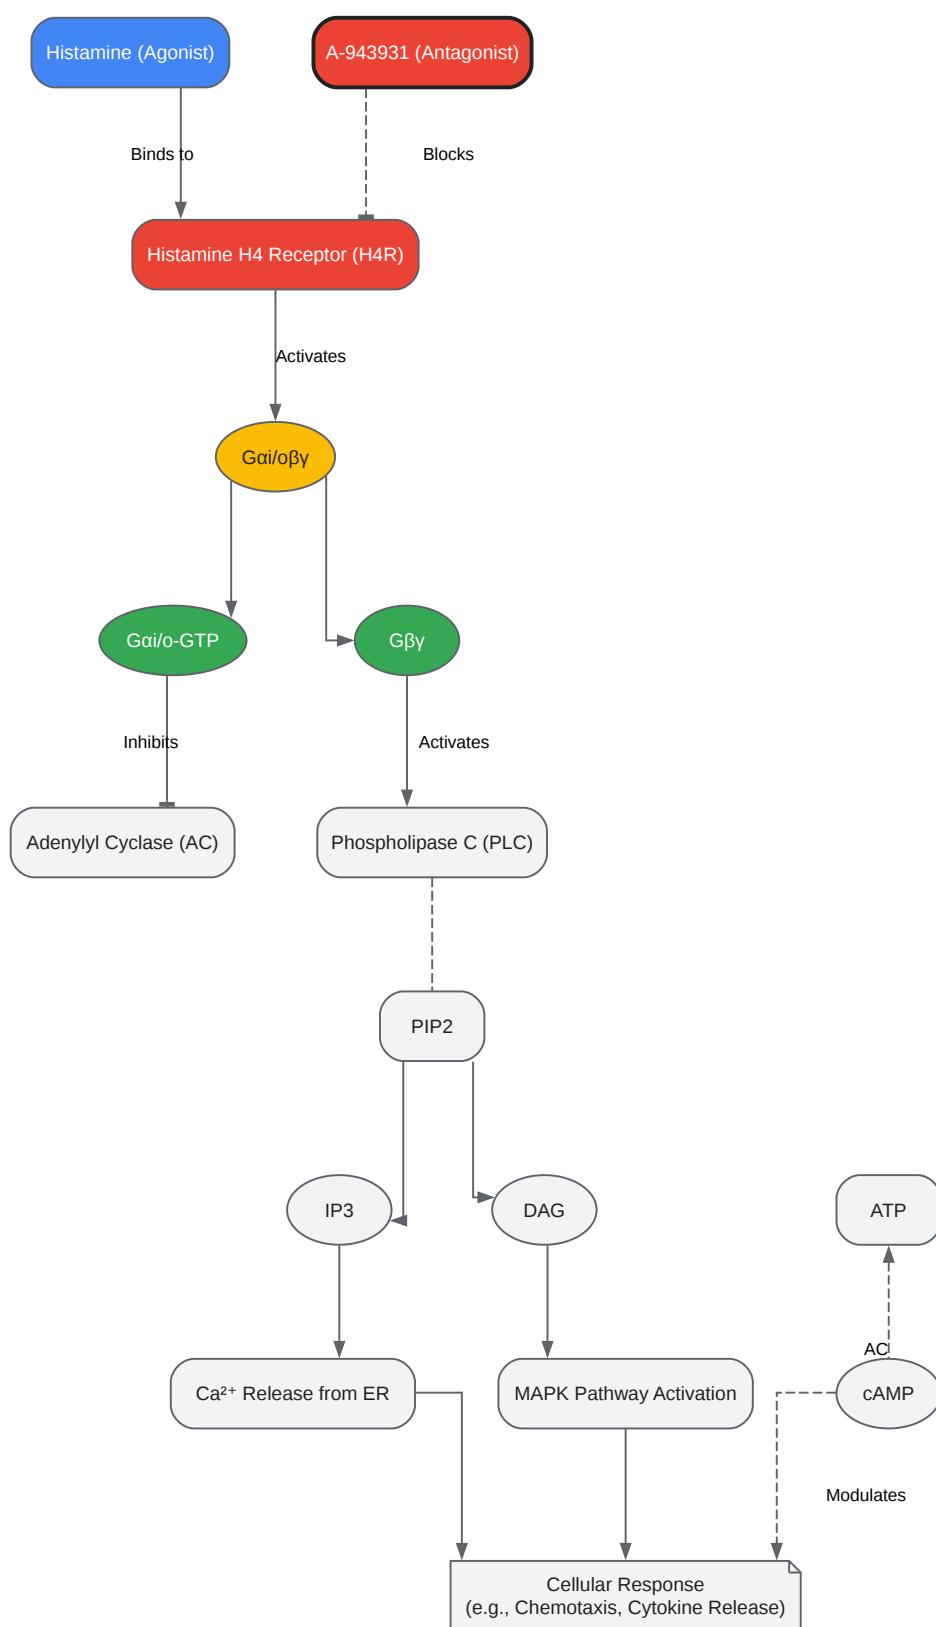 Histamine (Agonist)
A-943931 (Antagonist)
Binds to
Blocks
Histamine H4 Receptor (H4R)
Activates
Gαi/oβγ
Gαi/o-GTP
Gβγ
Inhibits
Activates
Adenylyl Cyclase (AC)
Phospholipase C (PLC)
PIP2
IP3
DAG
ATP
AC
Ca²⁺ Release from ER
MAPK Pathway Activation
cAMP
Modulates
Cellular Response
(e.g., Chemotaxis, Cytokine Release)